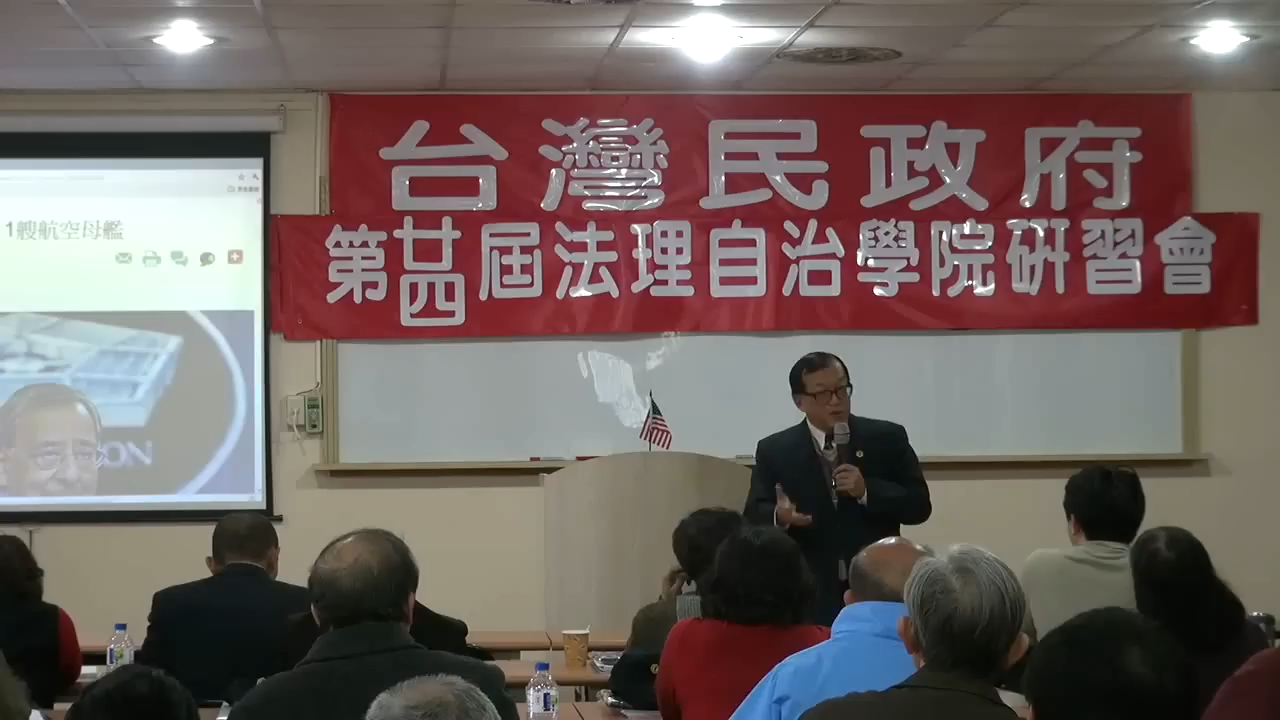 台灣民政府
第廿四屆法理自治學院研習會
1艘航空母艦
ON